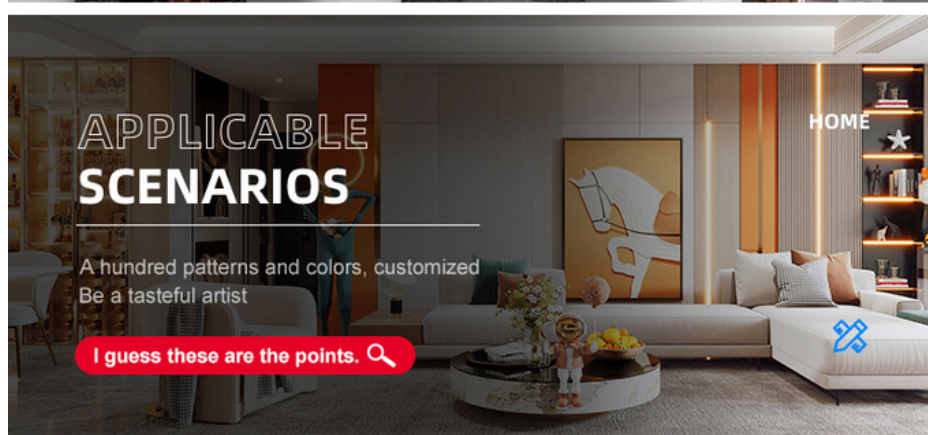 APPLICABLE
SCENARIOS
HOME
A hundred patterns and colors, customized
Be a tasteful artist
I guess these are the points.